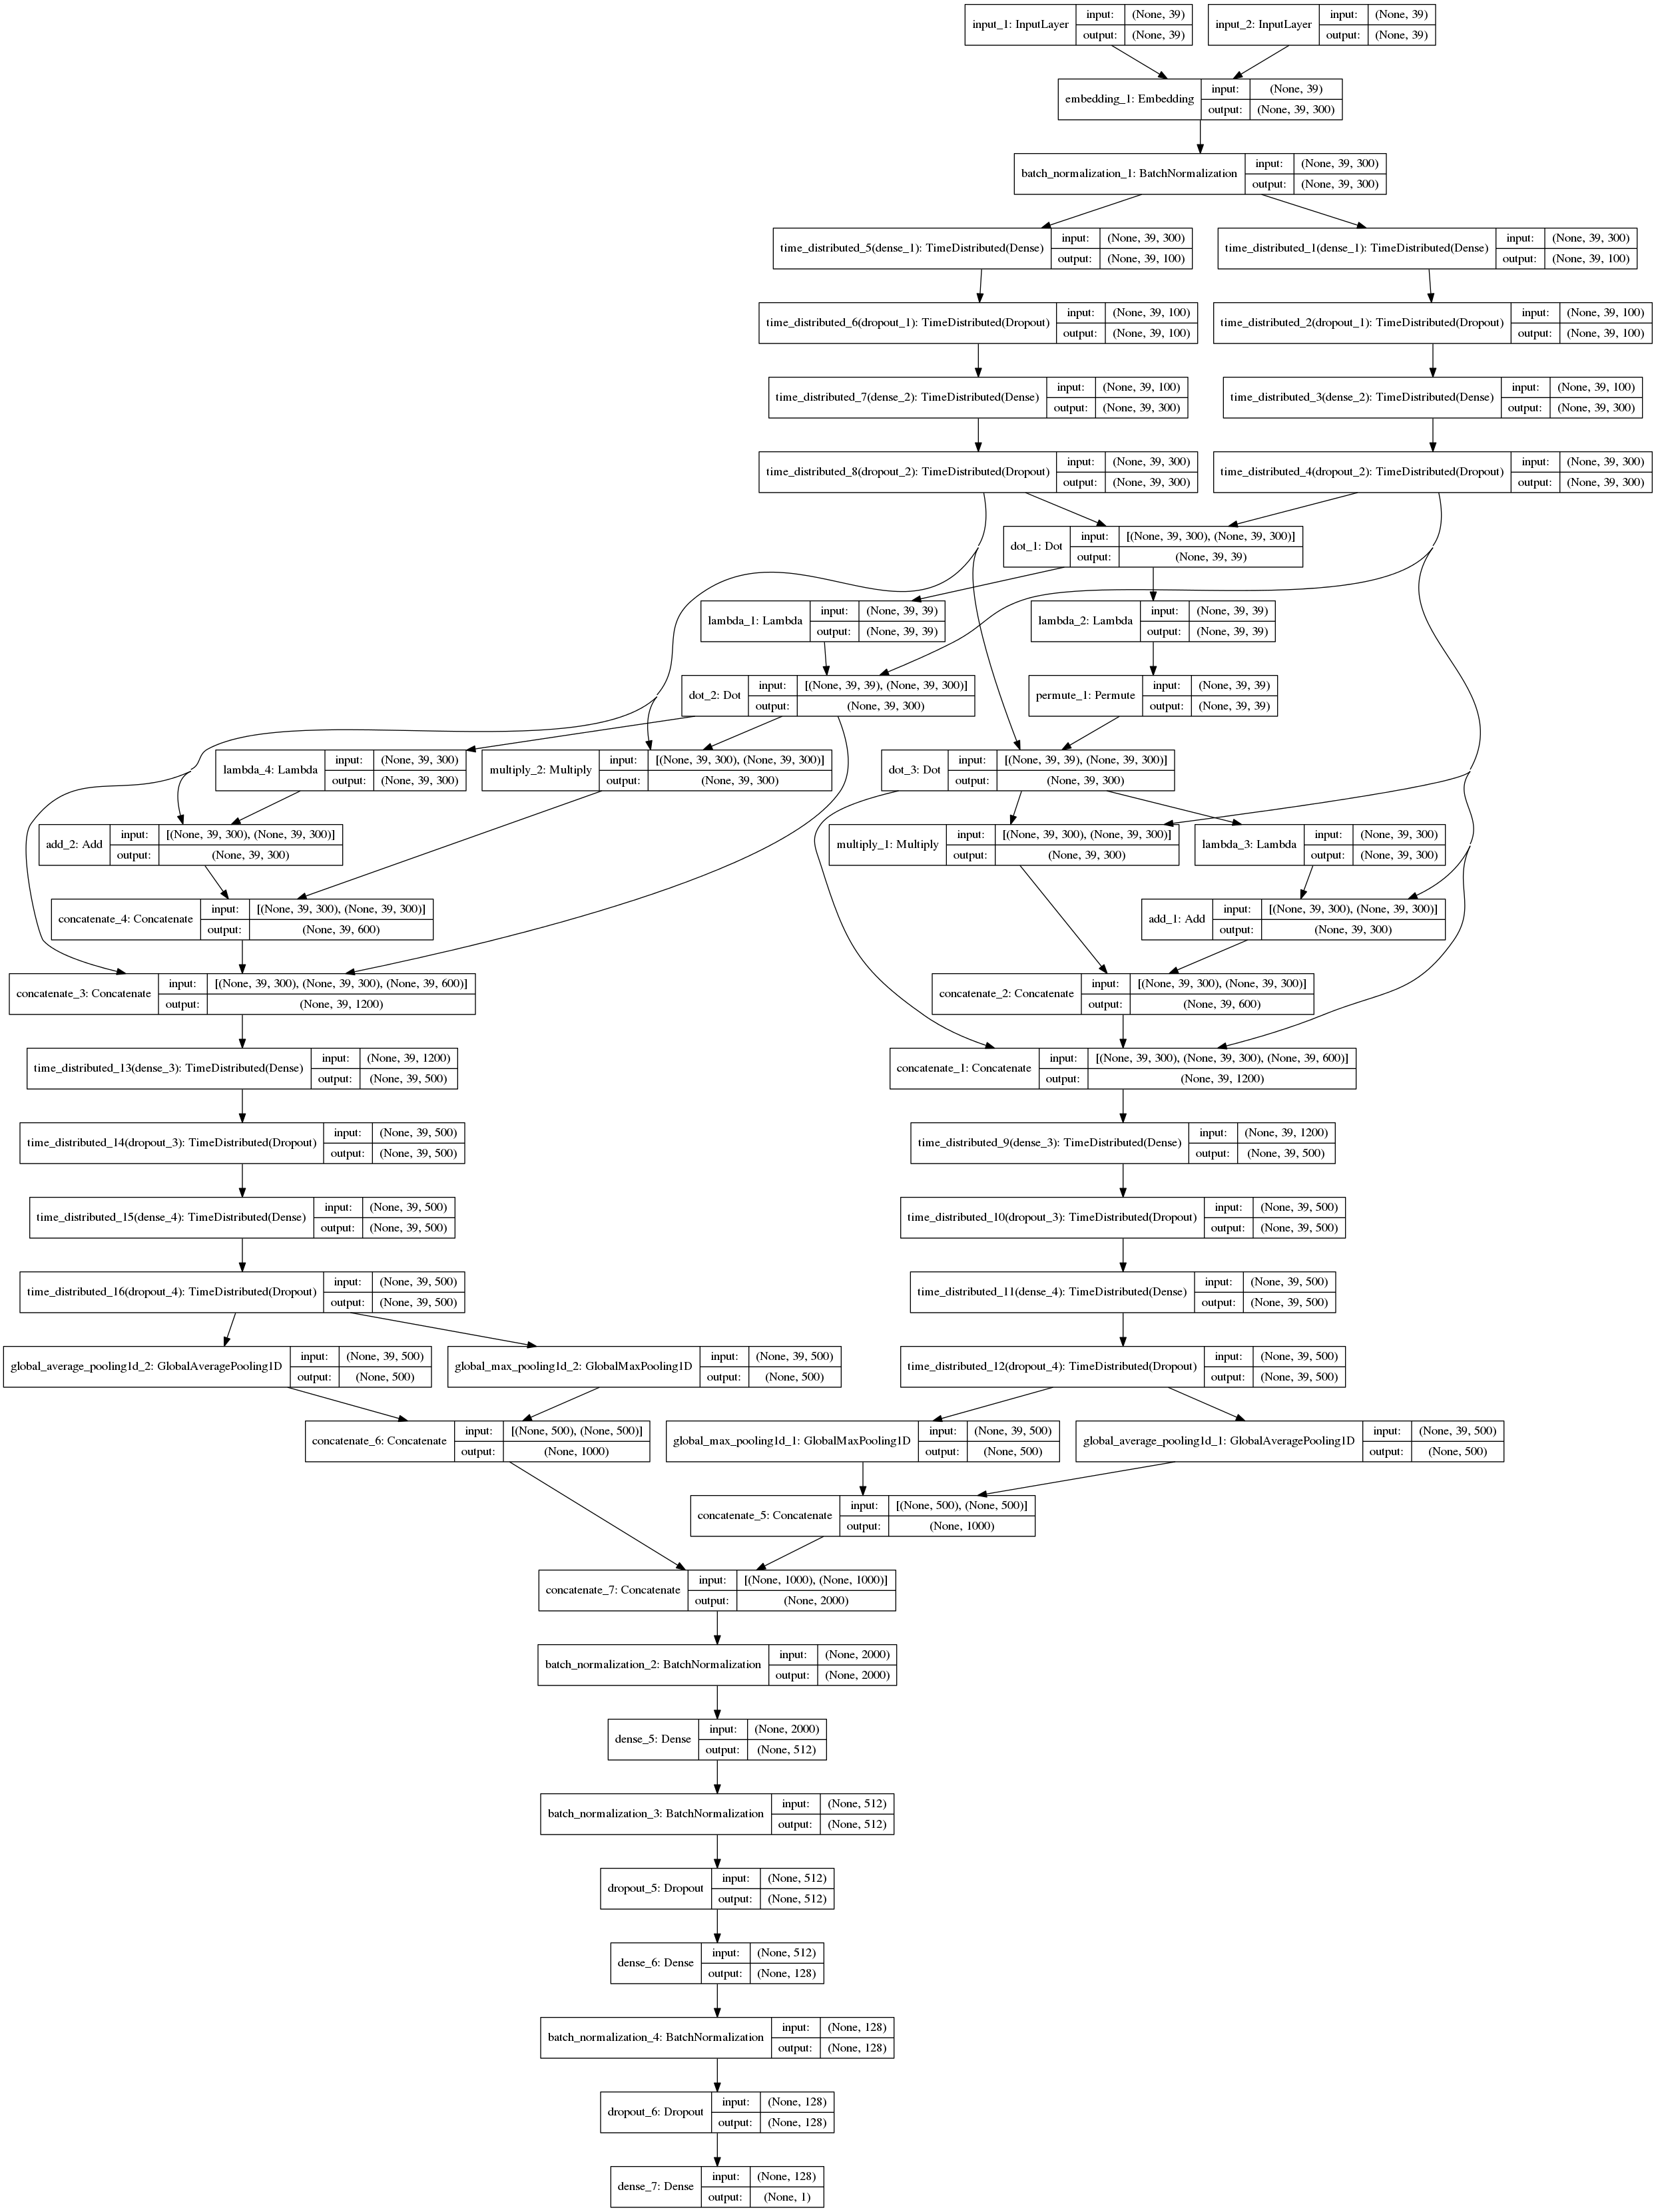 input_1: InputLayer input: (None, 39) output: (None, 39)
input_2: InputLayer input: (None, 39) output: (None, 39)
embedding_1: Embedding input: (None, 39) output: (None, 39, 300)
batch_normalization_1: BatchNormalization input: (None, 39, 300) output: (None, 39, 300)
time_distributed_5(dense_1): TimeDistributed(Dense) input: (None, 39, 300) output: (None, 39, 100)
time_distributed_1(dense_1): TimeDistributed(Dense) input: (None, 39, 300) output: (None, 39, 100)
time_distributed_6(dropout_1): TimeDistributed(Dropout) input: (None, 39, 100) output: (None, 39, 100)
time_distributed_2(dropout_1): TimeDistributed(Dropout) input: (None, 39, 100) output: (None, 39, 100)
time_distributed_7(dense_2): TimeDistributed(Dense) input: (None, 39, 100) output: (None, 39, 300)
time_distributed_3(dense_2): TimeDistributed(Dense) input: (None, 39, 100) output: (None, 39, 300)
time_distributed_8(dropout_2): TimeDistributed(Dropout) input: (None, 39, 300) output: (None, 39, 300)
time_distributed_4(dropout_2): TimeDistributed(Dropout) input: (None, 39, 300) output: (None, 39, 300)
dot_1: Dot input: [(None, 39, 300), (None, 39, 300)] output: (None, 39, 39)
lambda_1: Lambda input: (None, 39, 39) output: (None, 39, 39)
lambda_2: Lambda input: (None, 39, 39) output: (None, 39, 39)
dot_2: Dot input: [(None, 39, 39), (None, 39, 300)] output: (None, 39, 300)
permute_1: Permute input: (None, 39, 39) output: (None, 39, 39)
lambda_4: Lambda input: (None, 39, 300) output: (None, 39, 300)
multiply_2: Multiply input: [(None, 39, 300), (None, 39, 300)] output: (None, 39, 300)
dot_3: Dot input: [(None, 39, 39), (None, 39, 300)] output: (None, 39, 300)
add_2: Add input: [(None, 39, 300), (None, 39, 300)] output: (None, 39, 300)
multiply_1: Multiply input: [(None, 39, 300), (None, 39, 300)] output: (None, 39, 300)
lambda_3: Lambda input: (None, 39, 300) output: (None, 39, 300)
concatenate_4: Concatenate input: [(None, 39, 300), (None, 39, 300)] output: (None, 39, 600)
add_1: Add input: [(None, 39, 300), (None, 39, 300)] output: (None, 39, 300)
concatenate_3: Concatenate input: [(None, 39, 300), (None, 39, 300), (None, 39, 600)] output: (None, 39, 1200)
concatenate_2: Concatenate input: [(None, 39, 300), (None, 39, 300)] output: (None, 39, 600)
time_distributed_13(dense_3): TimeDistributed(Dense) input: (None, 39, 1200) output: (None, 39, 500)
concatenate_1: Concatenate input: [(None, 39, 300), (None, 39, 300), (None, 39, 600)] output: (None, 39, 1200)
time_distributed_14(dropout_3): TimeDistributed(Dropout) input: (None, 39, 500) output: (None, 39, 500)
time_distributed_9(dense_3): TimeDistributed(Dense) input: (None, 39, 1200) output: (None, 39, 500)
time_distributed_15(dense_4): TimeDistributed(Dense) input: (None, 39, 500) output: (None, 39, 500)
time_distributed_10(dropout_3): TimeDistributed(Dropout) input: (None, 39, 500) output: (None, 39, 500)
time_distributed_16(dropout_4): TimeDistributed(Dropout) input: (None, 39, 500) output: (None, 39, 500)
time_distributed_11(dense_4): TimeDistributed(Dense) input: (None, 39, 500) output: (None, 39, 500)
global_average_pooling1d_2: GlobalAveragePooling1D input: (None, 39, 500) output: (None, 500)
global_max_pooling1d_2: GlobalMaxPooling1D input: (None, 39, 500) output: (None, 500)
time_distributed_12(dropout_4): TimeDistributed(Dropout) input: (None, 39, 500) output: (None, 39, 500)
concatenate_6: Concatenate input: [(None, 500), (None, 500)] output: (None, 1000)
global_max_pooling1d_1: GlobalMaxPooling1D input: (None, 39, 500) output: (None, 500)
global_average_pooling1d_1: GlobalAveragePooling1D input: (None, 39, 500) output: (None, 500)
concatenate_5: Concatenate input: [(None, 500), (None, 500)] output: (None, 1000)
concatenate_7: Concatenate input: [(None, 1000), (None, 1000)] output: (None, 2000)
batch_normalization_2: BatchNormalization input: (None, 2000) output: (None, 2000)
dense_5: Dense input: (None, 2000) output: (None, 512)
batch_normalization_3: BatchNormalization input: (None, 512) output: (None, 512)
dropout_5: Dropout input: (None, 512) output: (None, 512)
dense_6: Dense input: (None, 512) output: (None, 128)
batch_normalization_4: BatchNormalization input: (None, 128) output: (None, 128)
dropout_6: Dropout input: (None, 128) output: (None, 128)
dense_7: Dense input: (None, 128) output: (None, 1)